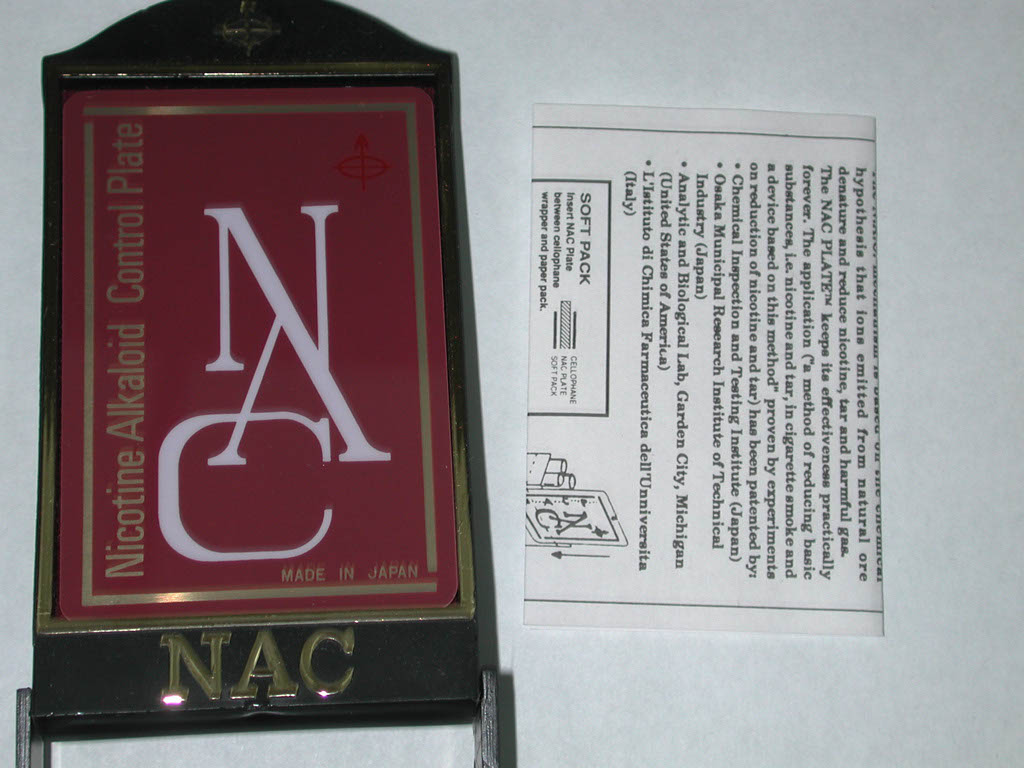 Nicotine Alkaloid Control Plate
NAC
MADE IN JAPAN
NAC
hypothesis that ions emitted from natural ore
denature and reduce nicotine, tar and harmful gas.
The NAC PLATE™ keeps its effectiveness practically
forever. The application ("a method of reducing basic
substances, i.e. nicotine and tar, in cigarette smoke and
a device based on this method" proven by experiments
on reduction of nicotine and tar) has been patented by:
• Chemical Inspection and Testing Institute (Japan)
• Osaka Municipal Research Institute of Technical
Industry (Japan)
• Analytic and Biological Lab, Garden City, Michigan
(United States of America)
• L'Istituto di Chimica Farmaceutica dell'Universita
(Italy)
SOFT PACK
Insert NAC Plate
between cellophane
wrapper and paper pack.
CELLOPHANE
NAC PLATE
SOFT PACK
NAC